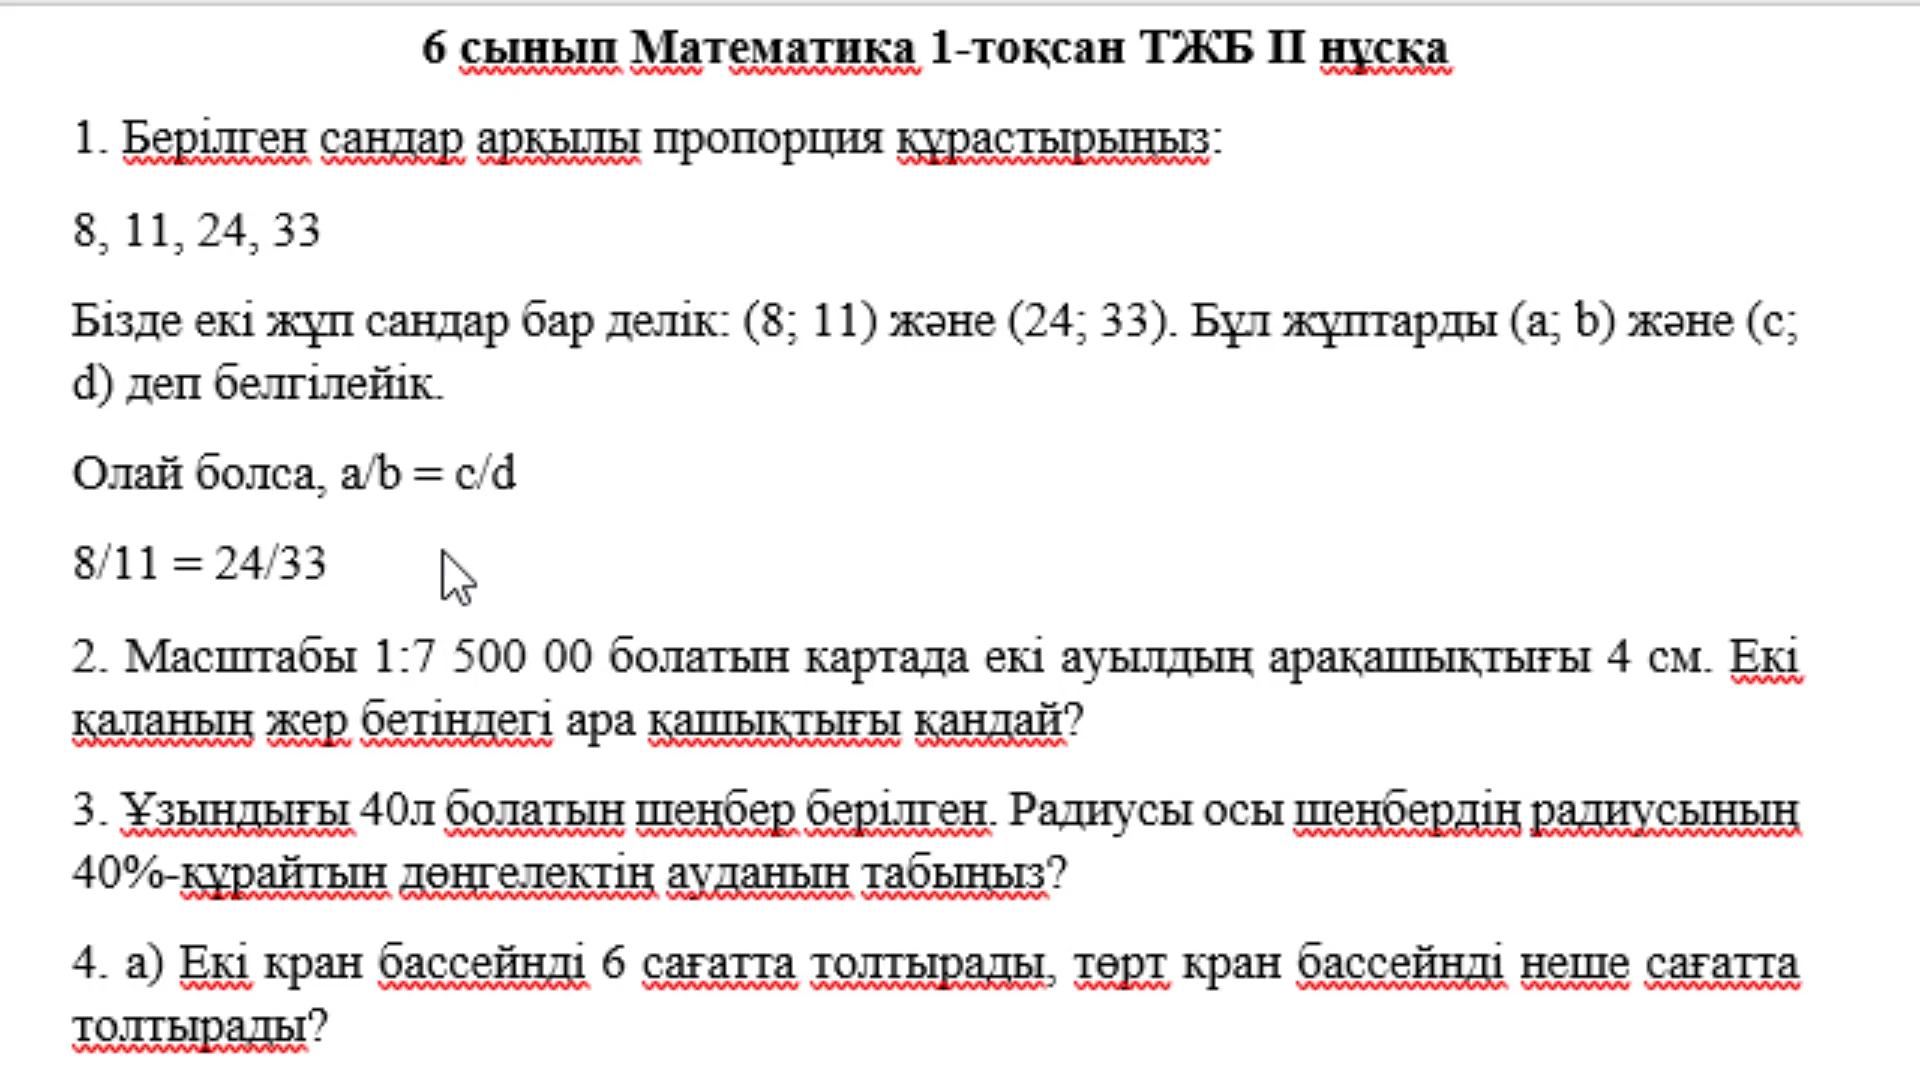 6 сынып Математика 1-тоқсан ТЖБ II нұсқа
1. Берілген сандар арқылы пропорция құрастырыңыз:
8, 11, 24, 33
Бізде екі жұп сандар бар делік: (8; 11) және (24; 33). Бұл жұптарды (a; b) және (c;
d) деп белгілейік.
Олай болса, a/b = c/d
8/11 = 24/33
2. Масштабы 1:7 500 00 болатын картада екі ауылдың арақашықтығы 4 см. Екі
қаланың жер бетіндегі ара қашықтығы қандай?
3. Ұзындығы 40л болатын шеңбер берілген. Радиусы осы шеңбердің радиусының
40%-құрайтын дөңгелектің ауданын табыңыз?
4. а) Екі кран бассейнді 6 сағатта толтырады, төрт кран бассейнді неше сағатта
толтырады?